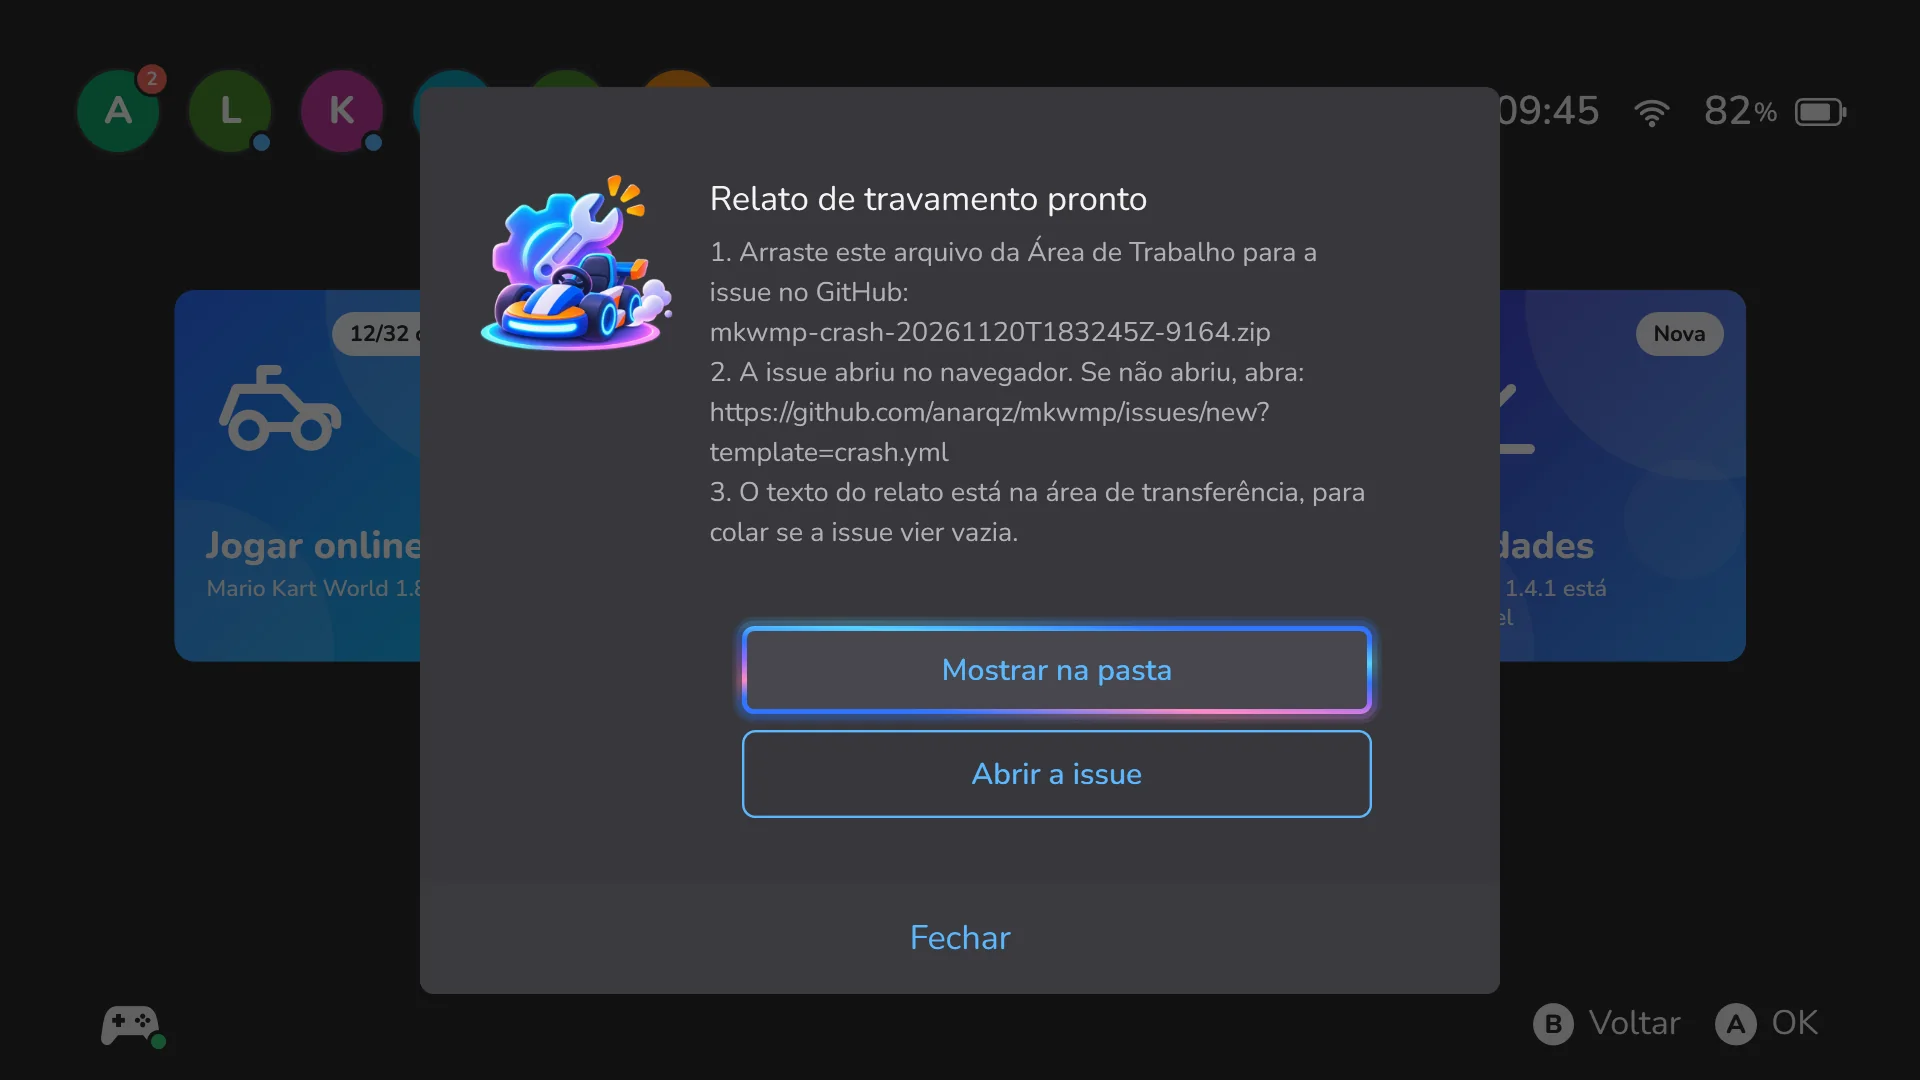 A
2
L
K
09:45
82%
12/32
Jogar online
Mario Kart World 1.8
Relato de travamento pronto
1. Arraste este arquivo da Área de Trabalho para a
issue no GitHub:
mkwmp-crash-20261120T183245Z-9164.zip
2. A issue abriu no navegador. Se não abriu, abra:
https://github.com/anarqz/mkwmp/issues/new?
template=crash.yml
3. O texto do relato está na área de transferência, para
colar se a issue vier vazia.
Mostrar na pasta
Abrir a issue
Fechar
Nova
dades
1.4.1 está
el
B Voltar
A OK